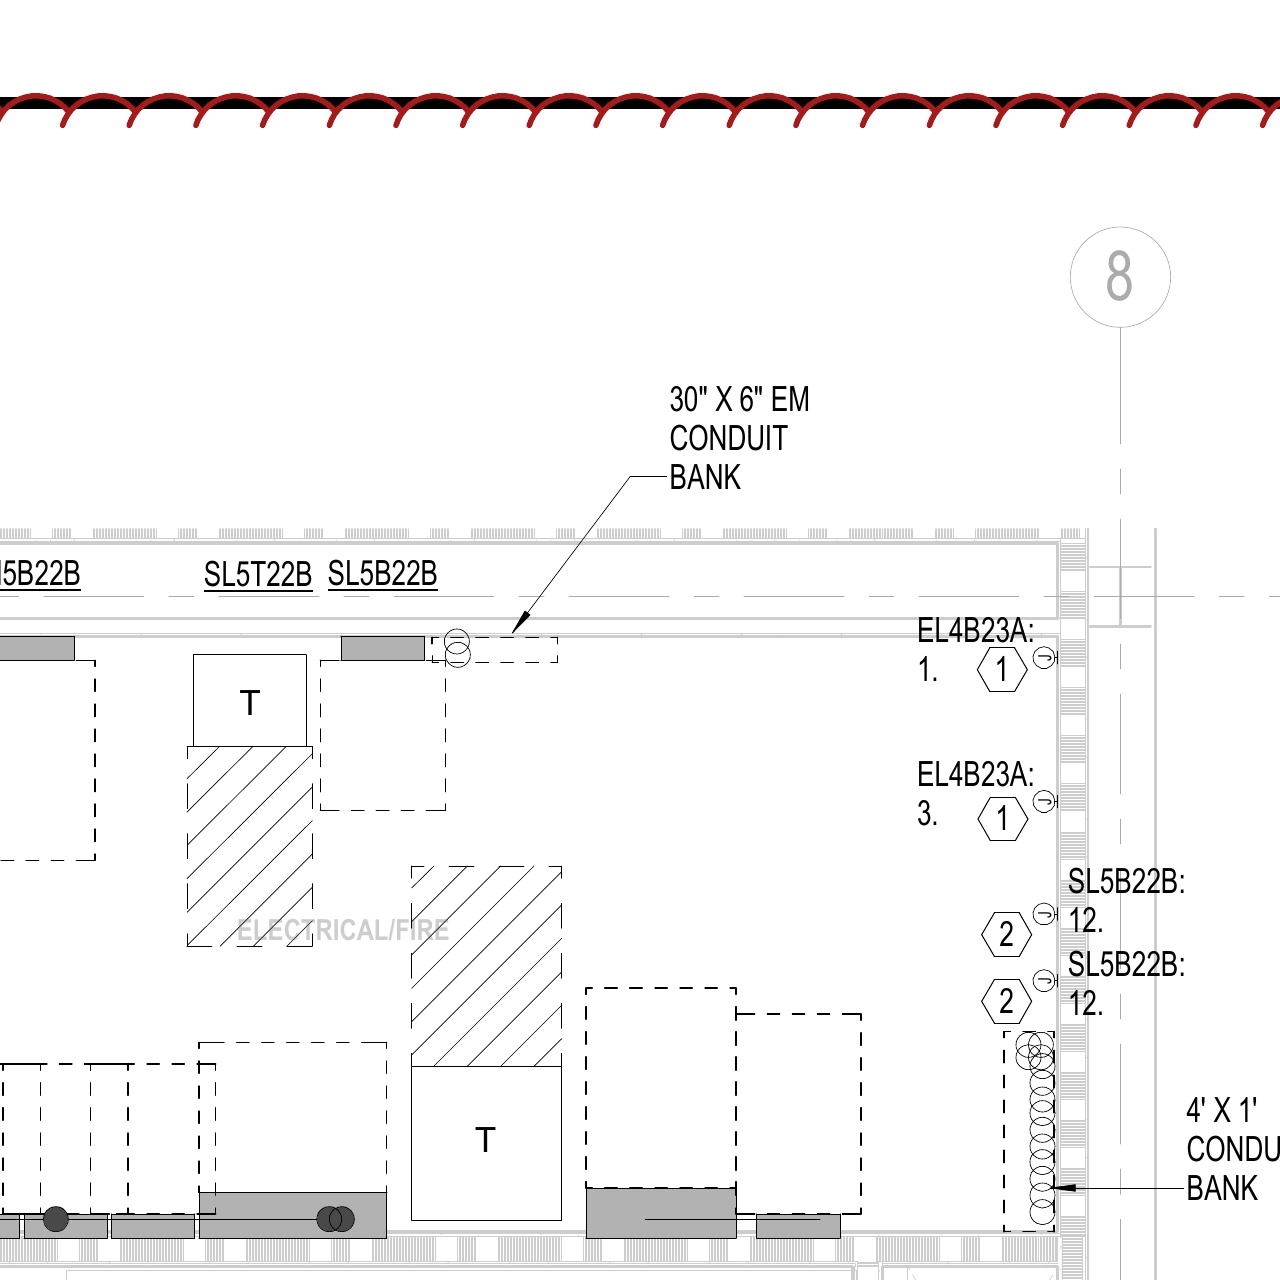 8
30" X 6" EM
CONDUIT
BANK
5B22B
SL5T22B
SL5B22B
EL4B23A:
1.
1
T
EL4B23A:
3.
1
SL5B22B:
12.
2
ELECTRICAL/FIRE
SL5B22B:
12.
2
4' X 1'
CONDU
BANK
T